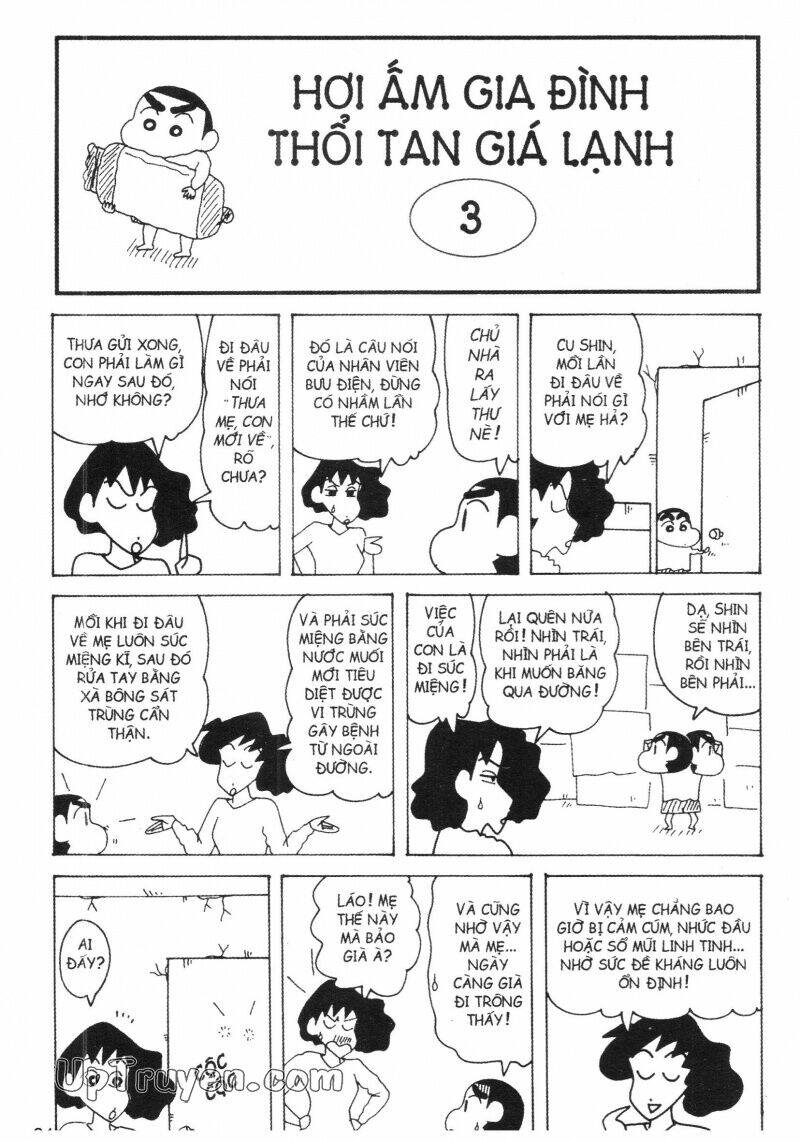 HƠI ẤM GIA ĐÌNH
THỔI TAN GIÁ LẠNH
3
CU SHIN,
MỖI LẦN
ĐI ĐÂU VỀ
PHẢI NÓI GÌ
VỚI MẸ HẢ?
CHỦ
NHÀ
RA
LẤY
THƯ
NÈ!
ĐÓ LÀ CÂU NÓI
CỦA NHÂN VIÊN
BƯU ĐIỆN, ĐỪNG
CÓ NHẦM LẪN
THẾ CHỨ!
ĐI ĐÂU
VỀ PHẢI
NÓI
"THƯA
MẸ, CON
MỚI VỀ",
RÕ
CHƯA?
THƯA GỬI XONG,
CON PHẢI LÀM GÌ
NGAY SAU ĐÓ,
NHỚ KHÔNG?
DẠ, SHIN
SẼ NHÌN
BÊN TRÁI,
RỒI NHÌN
BÊN PHẢI...
LẠI QUÊN NỮA
RỒI! NHÌN TRÁI,
NHÌN PHẢI LÀ
KHI MUỐN BĂNG
QUA ĐƯỜNG!
VIỆC
CỦA
CON LÀ
ĐI SÚC
MIỆNG!
VÀ PHẢI SÚC
MIỆNG BẰNG
NƯỚC MUỐI
MỚI TIÊU
DIỆT ĐƯỢC
VI TRÙNG
GÂY BỆNH
TỪ NGOÀI
ĐƯỜNG.
MỖI KHI ĐI ĐÂU
VỀ MẸ LUÔN SÚC
MIỆNG KĨ, SAU ĐÓ
RỬA TAY BẰNG
XÀ BÔNG SÁT
TRÙNG CẨN
THẬN.
VÌ VẬY MẸ CHẲNG BAO
GIỜ BỊ CẢM CÚM, NHỨC ĐẦU
HOẶC SỔ MŨI LINH TINH...
NHỜ SỨC ĐỀ KHÁNG LUÔN
ỔN ĐỊNH!
VÀ CŨNG
NHỜ VẬY
MÀ MẸ...
NGÀY
CÀNG GIÀ
ĐI TRÔNG
THẤY!
LÁO! MẸ
THẾ NÀY
MÀ BẢO
GIÀ À?
CỘC
CỘC
AI
ĐẤY?
UpTruyen.com